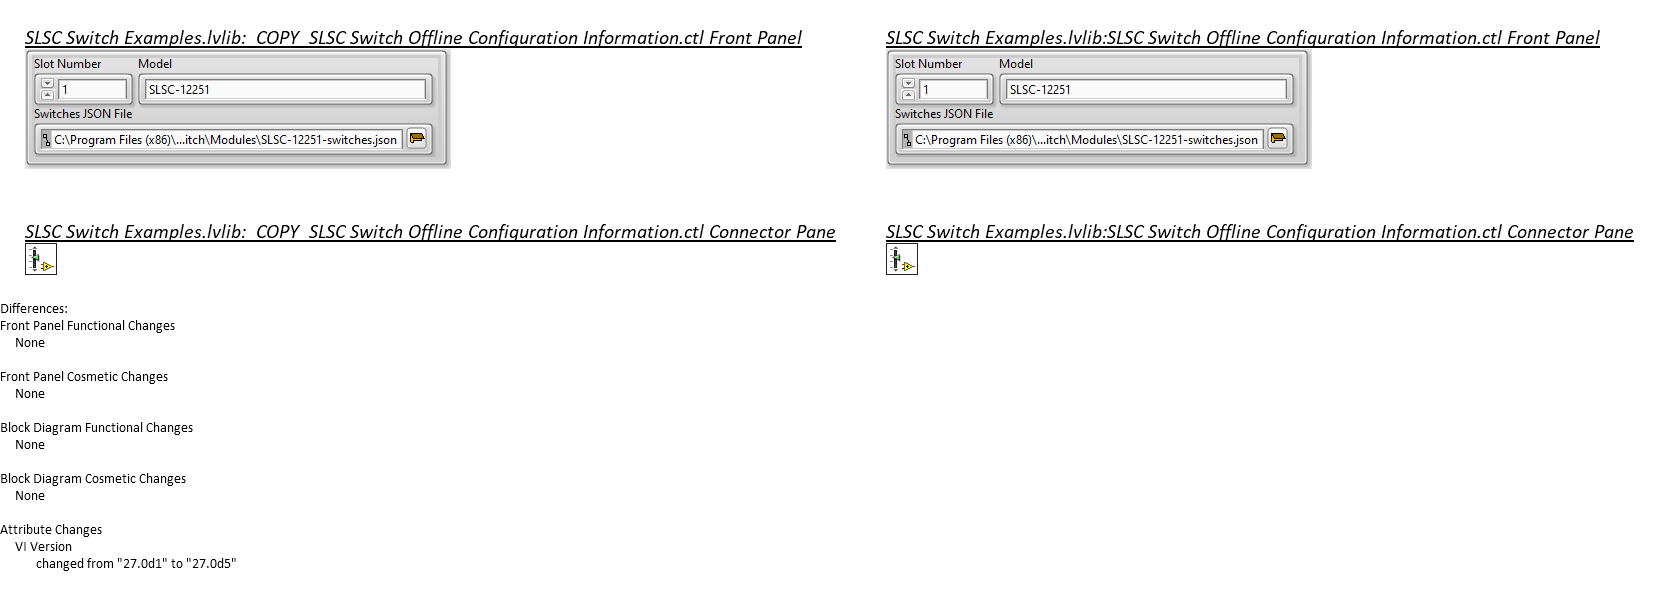 SLSC Switch Examples.lvlib:  COPY  SLSC Switch Offline Configuration Information.ctl Front Panel
Slot Number
Model
1
SLSC-12251
Switches JSON File
C:\Program Files (x86)\...itch\Modules\SLSC-12251-switches.json
SLSC Switch Examples.lvlib:SLSC Switch Offline Configuration Information.ctl Front Panel
Slot Number
Model
1
SLSC-12251
Switches JSON File
C:\Program Files (x86)\...itch\Modules\SLSC-12251-switches.json
SLSC Switch Examples.lvlib:  COPY  SLSC Switch Offline Configuration Information.ctl Connector Pane
SLSC Switch Examples.lvlib:SLSC Switch Offline Configuration Information.ctl Connector Pane
Differences:
Front Panel Functional Changes
None
Front Panel Cosmetic Changes
None
Block Diagram Functional Changes
None
Block Diagram Cosmetic Changes
None
Attribute Changes
VI Version
changed from "27.0d1" to "27.0d5"